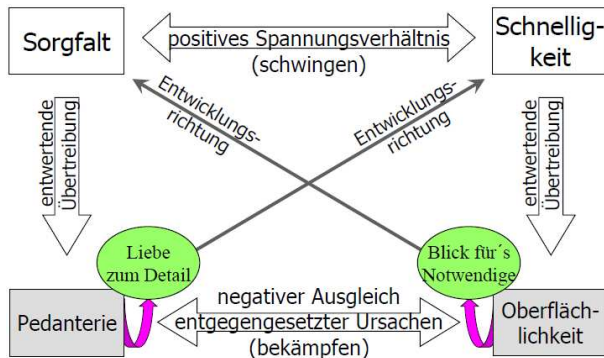 Sorgfalt
positives Spannungsverhältnis
(schwingen)
Schnellig-
keit
entwertende
Übertreibung
Entwicklungs-
richtung
Entwicklungs-
richtung
entwertende
Übertreibung
Liebe
zum Detail
Blick für´s
Notwendige
Pedanterie
negativer Ausgleich
entgegengesetzter Ursachen
(bekämpfen)
Oberfläch-
lichkeit